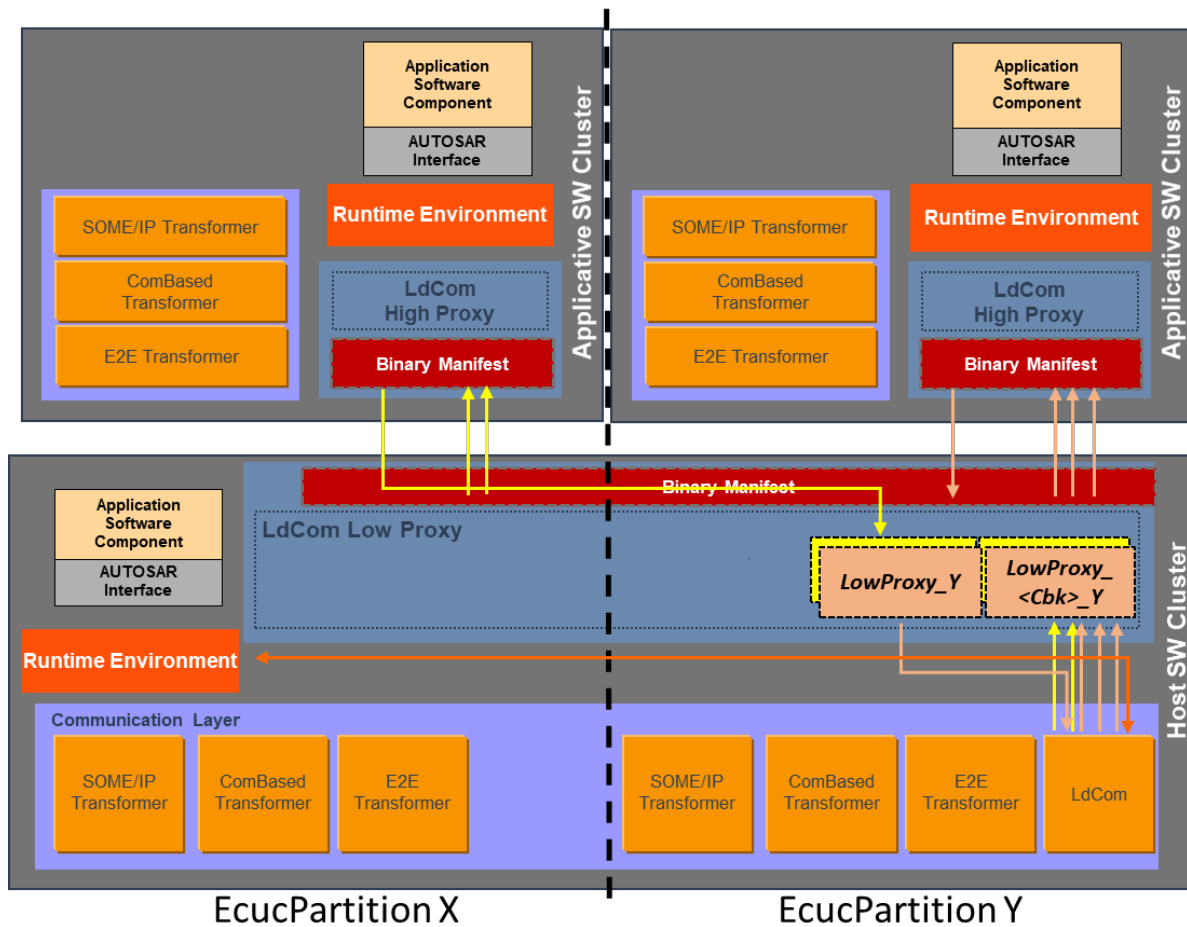 Application
Software
Component
AUTOSAR
Interface
Runtime Environment
SOME/IP Transformer
ComBased
Transformer
E2E Transformer
LdCom
High Proxy
Binary Manifest
Applicative SW Cluster
Application
Software
Component
AUTOSAR
Interface
Runtime Environment
SOME/IP Transformer
ComBased
Transformer
E2E Transformer
LdCom
High Proxy
Binary Manifest
Applicative SW Cluster
Binary Manifest
Application
Software
Component
AUTOSAR
Interface
LdCom Low Proxy
LowProxy_Y
LowProxy_
<Cbk>_Y
Runtime Environment
Host SW Cluster
Communication Layer
SOME/IP
Transformer
ComBased
Transformer
E2E
Transformer
SOME/IP
Transformer
ComBased
Transformer
E2E
Transformer
LdCom
EcucPartition X
EcucPartition Y